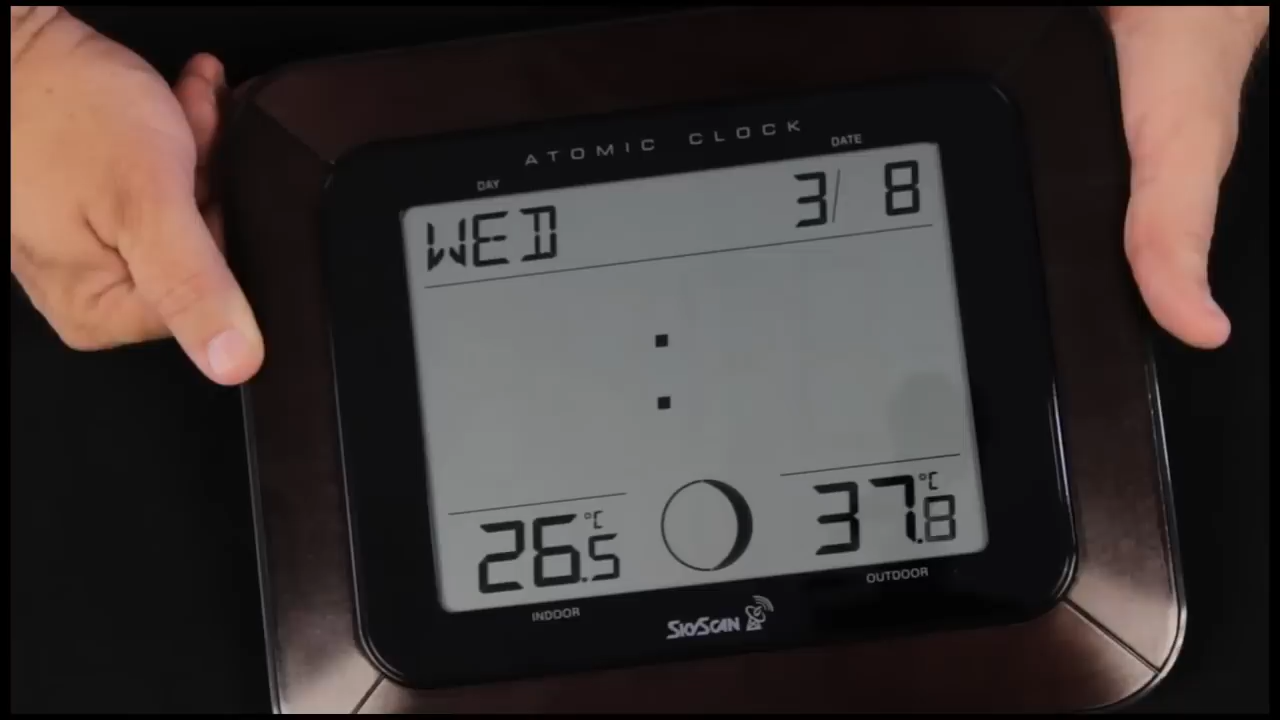 ATOMIC CLOCK
DAY DATE
WED 3/ 8
:
26.5 °C 37.8 °C
INDOOR OUTDOOR
SKYSCAN